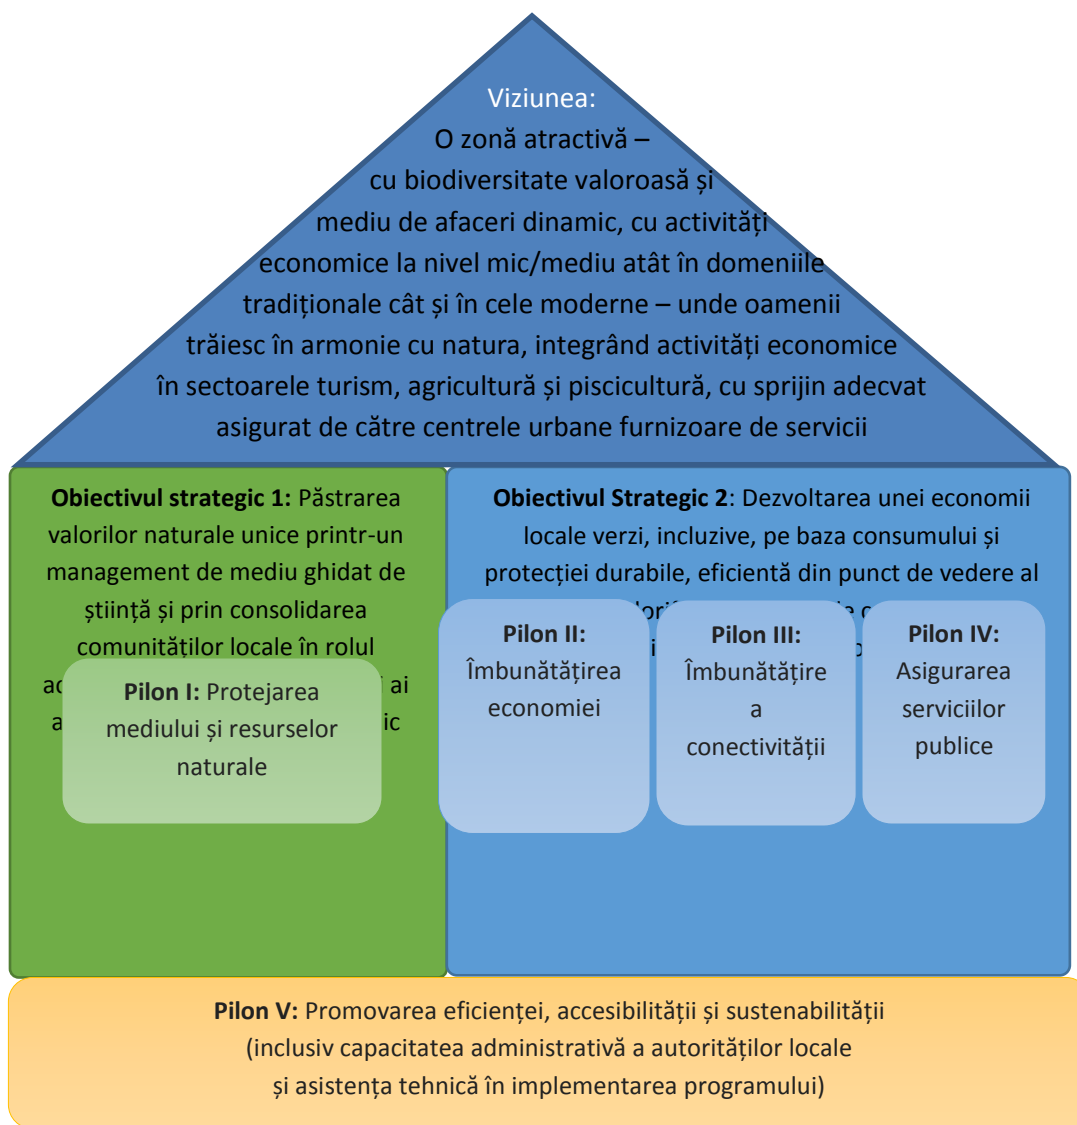 Viziunea:
O zonă atractivă –
cu biodiversitate valoroasă și
mediu de afaceri dinamic, cu activități
economice la nivel mic/mediu atât în domeniile
tradiționale cât și în cele moderne – unde oamenii
trăiesc în armonie cu natura, integrând activități economice
în sectoarele turism, agricultură și piscicultură, cu sprijin adecvat
asigurat de către centrele urbane furnizoare de servicii
Obiectivul strategic 1: Păstrarea
valorilor naturale unice printr-un
management de mediu ghidat de
știință și prin consolidarea
comunităților locale în rolul
ai
Pilon I: Protejarea
mediului și resurselor
naturale
Obiectivul Strategic 2: Dezvoltarea unei economii
locale verzi, incluzive, pe baza consumului și
protecției durabile, eficientă din punct de vedere al
Pilon II:
Îmbunătățirea
economiei
Pilon III:
Îmbunătățire
a
conectivității
Pilon IV:
Asigurarea
serviciilor
publice
Pilon V: Promovarea eficienței, accesibilității și sustenabilității
(inclusiv capacitatea administrativă a autorităților locale
și asistența tehnică în implementarea programului)